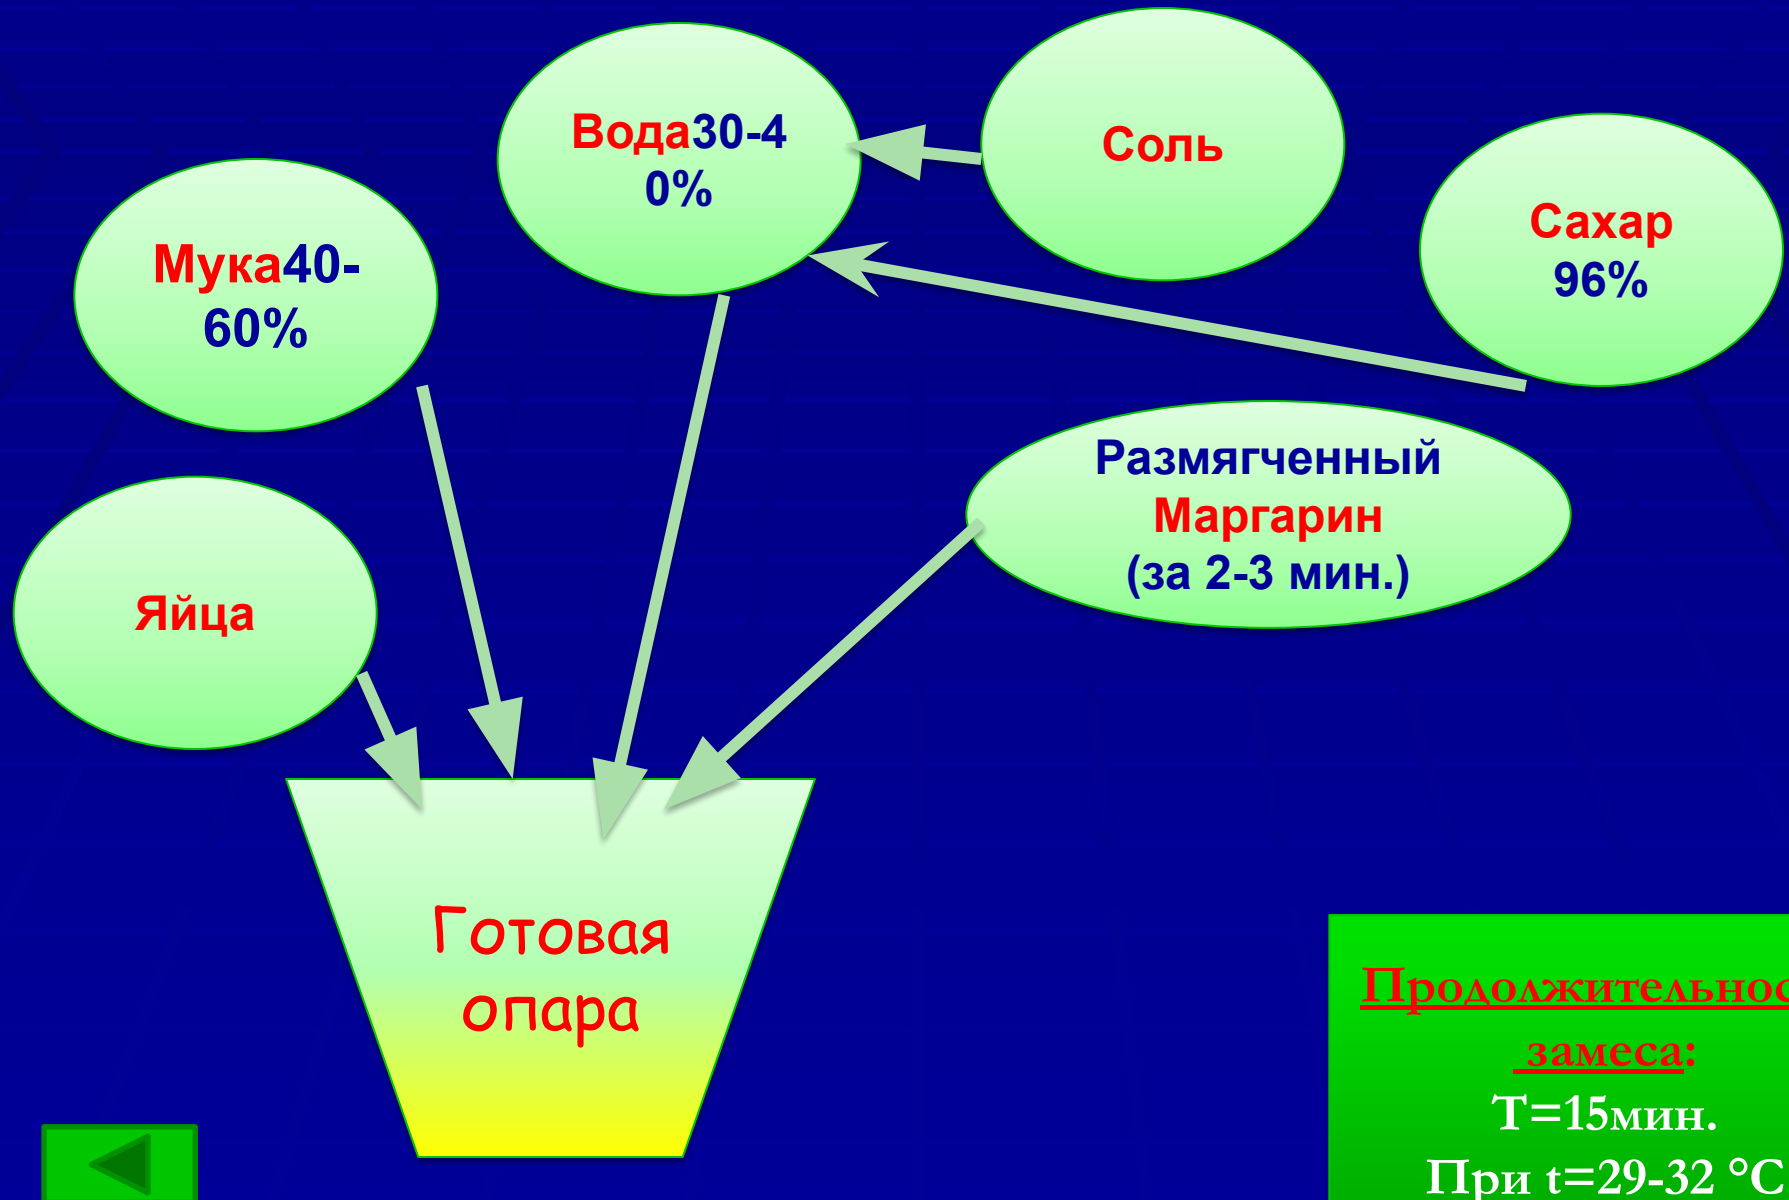 Вода30-4
0%
Соль
Сахар
96%
Мука40-
60%
Размягченный
Маргарин
(за 2-3 мин.)
Яйца
Готовая
опара
Продолжительнос
замеса:
Т=15мин.
При t=29-32 °С